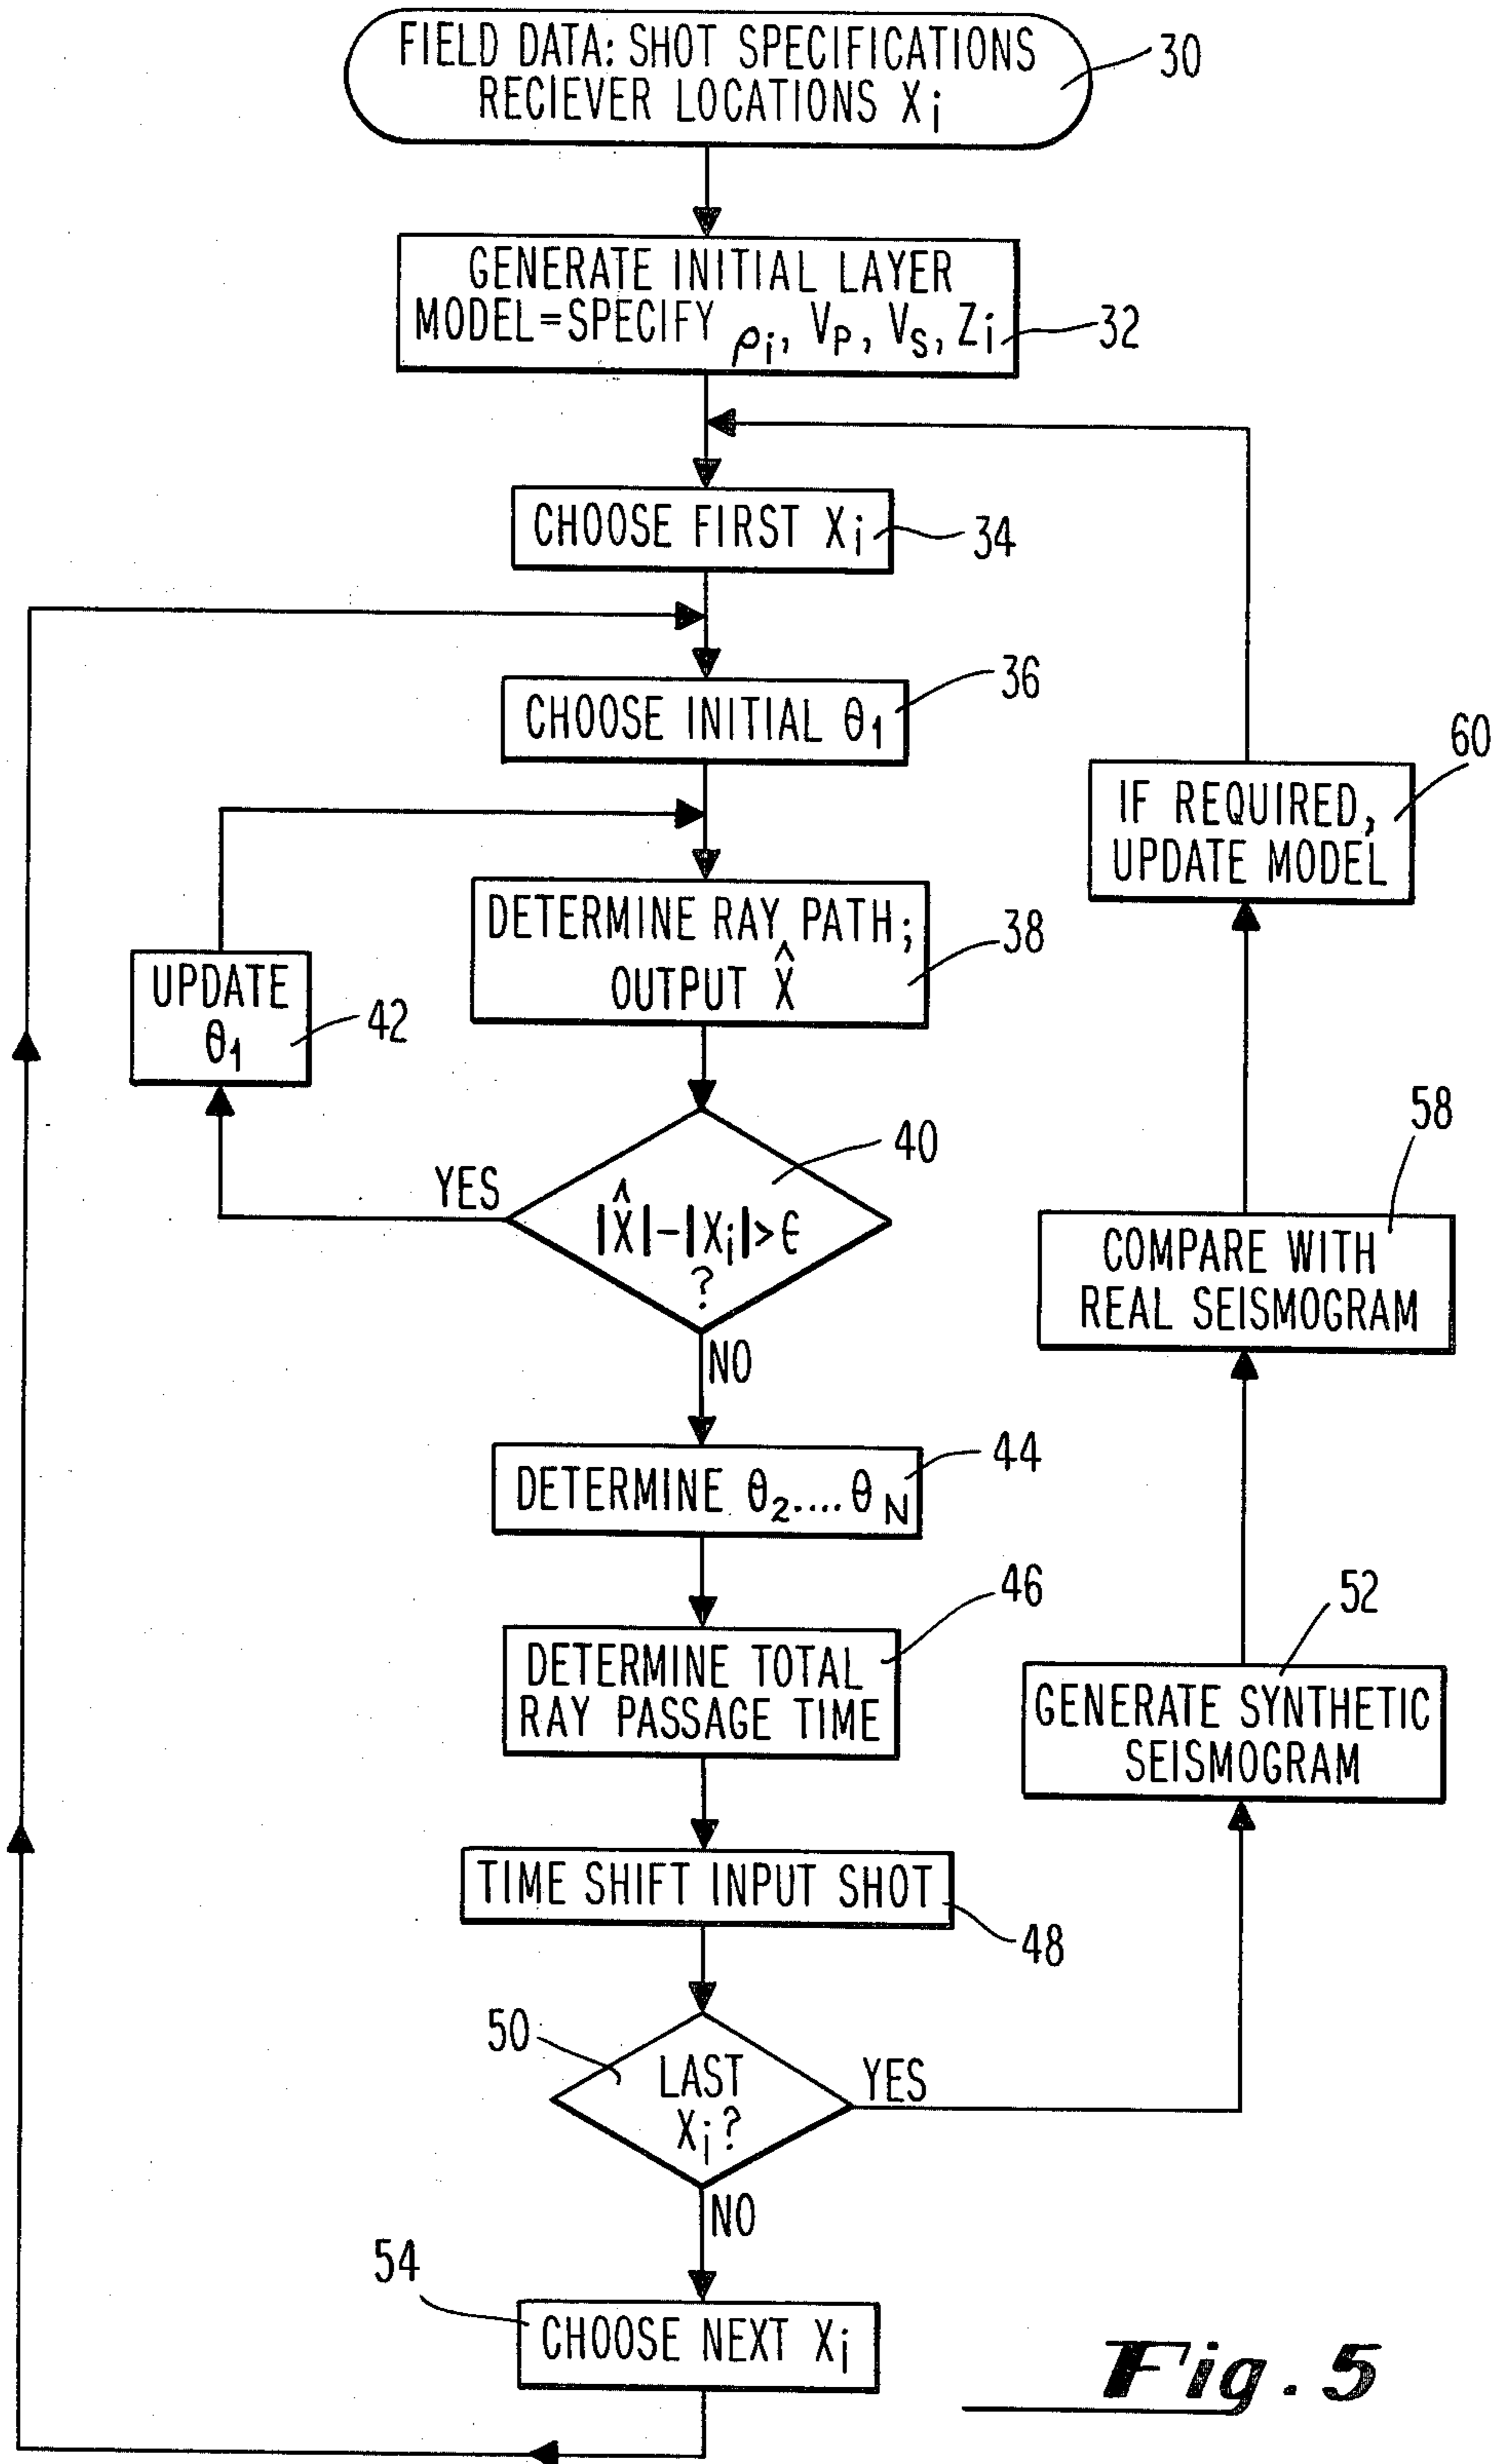 FIELD DATA: SHOT SPECIFICATIONS
RECIEVER LOCATIONS Xi
30
GENERATE INITIAL LAYER
MODEL=SPECIFY ρi, VP, VS, Zi
32
CHOOSE FIRST Xi
34
CHOOSE INITIAL θ1
36
DETERMINE RAY PATH;
OUTPUT X̂
38
UPDATE
θ1
42
40
YES
|X̂|-|Xi|>ϵ
?
NO
DETERMINE θ2....θN
44
DETERMINE TOTAL
RAY PASSAGE TIME
46
TIME SHIFT INPUT SHOT
48
50
LAST
Xi?
YES
NO
54
CHOOSE NEXT Xi
60
IF REQUIRED,
UPDATE MODEL
58
COMPARE WITH
REAL SEISMOGRAM
52
GENERATE SYNTHETIC
SEISMOGRAM
Fig. 5